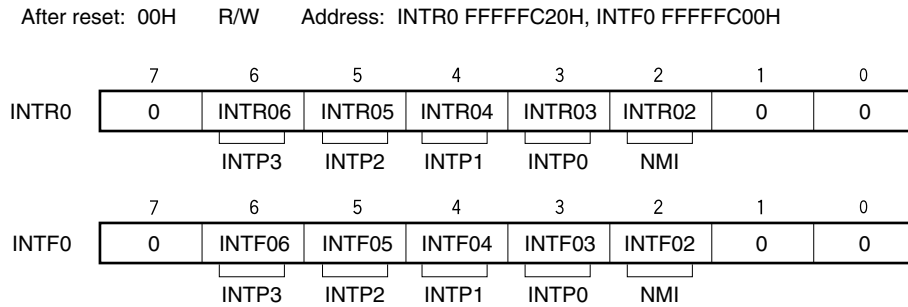 After reset: 00H R/W Address: INTR0 FFFFFC20H, INTF0 FFFFFC00H
7 6 5 4 3 2 1 0
INTR0 0 INTR06 INTR05 INTR04 INTR03 INTR02 0 0
INTP3 INTP2 INTP1 INTP0 NMI
7 6 5 4 3 2 1 0
INTF0 0 INTF06 INTF05 INTF04 INTF03 INTF02 0 0
INTP3 INTP2 INTP1 INTP0 NMI